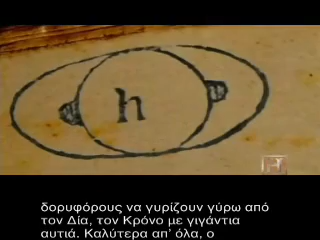 h
H
δορυφόρους να γυρίζουν γύρω από
τον Δία, τον Κρόνο με γιγάντια
αυτιά. Καλύτερα απ' όλα, ο